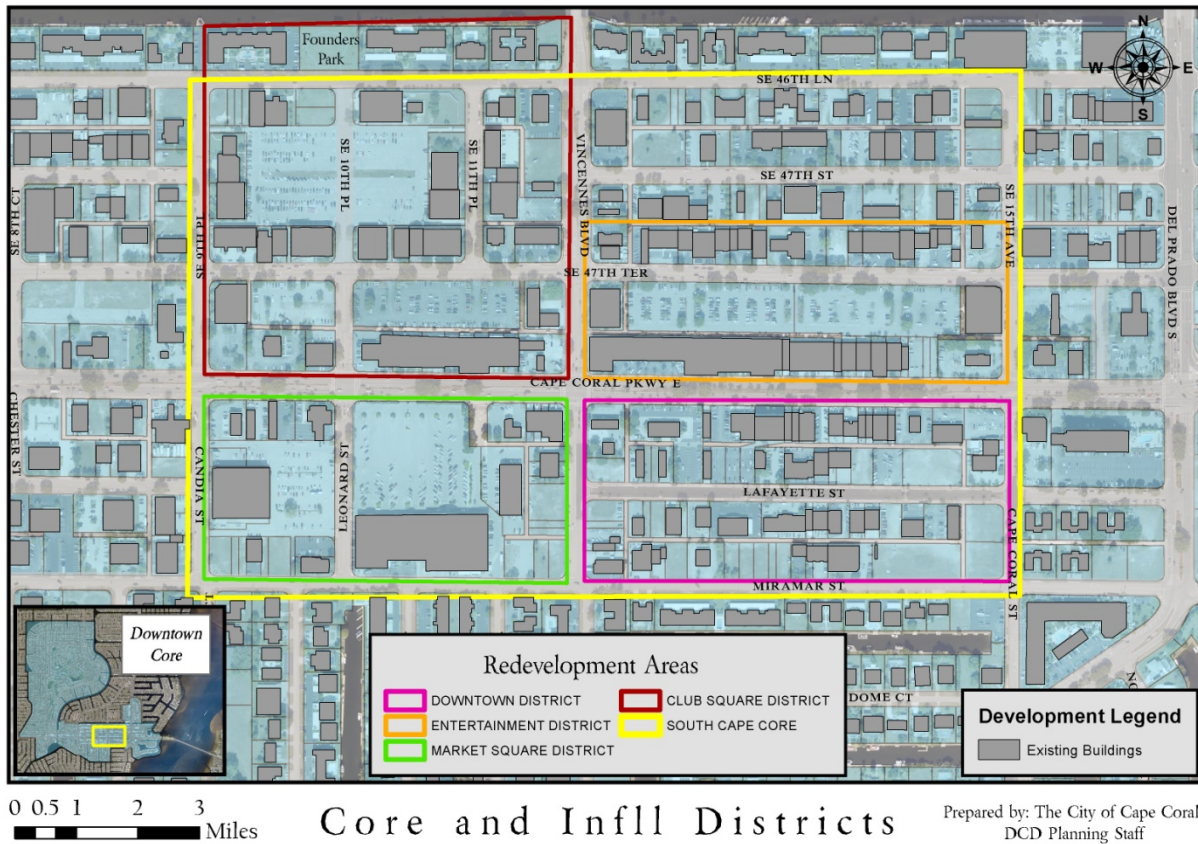 Founders
Park
N
W
E
S
SE 46TH LN
SE 8TH CT
SE 9TH Pl
SE 10TH PL
SE 11TH PL
VINCENNES BLVD
SE 47TH ST
SE 15TH AVE
DEL PRADO BLVD S
SE 47TH TER
CAPE CORAL PKWY E
CHESTER ST
CANDIA ST
LEONARD ST
LAFAYETTE ST
CAPE CORAL ST
MIRAMAR ST
Downtown
Core
Redevelopment Areas
DOWNTOWN DISTRICT
CLUB SQUARE DISTRICT
ENTERTAINMENT DISTRICT
SOUTH CAPE CORE
MARKET SQUARE DISTRICT
DOME CT
NO
Development Legend
Existing Buildings
0 0.5 1 2 3
Miles
Core and Infll Districts
Prepared by: The City of Cape Coral
DCD Planning Staff